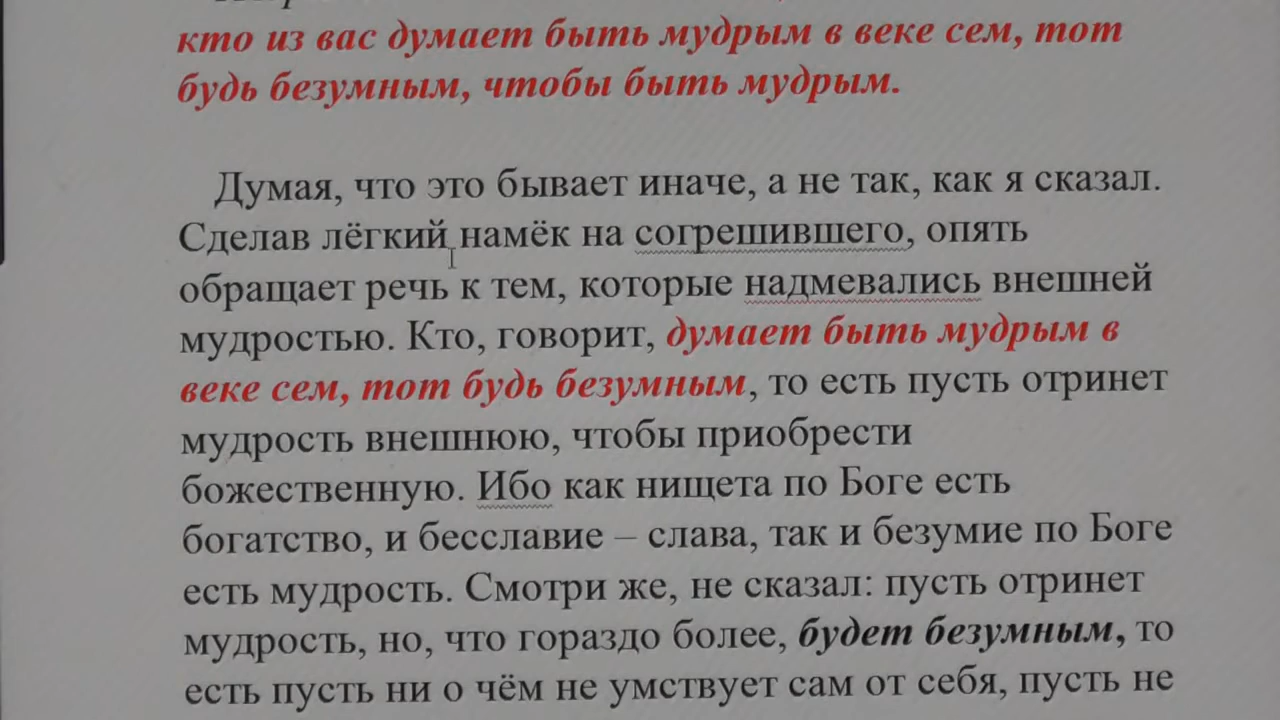 кто из вас думает быть мудрым в веке сем, тот
будь безумным, чтобы быть мудрым.
Думая, что это бывает иначе, а не так, как я сказал.
Сделав лёгкий намёк на согрешившего, опять
обращает речь к тем, которые надмевались внешней
мудростью. Кто, говорит, думает быть мудрым в
веке сем, тот будь безумным, то есть пусть отринет
мудрость внешнюю, чтобы приобрести
божественную. Ибо как нищета по Боге есть
богатство, и бесславие – слава, так и безумие по Боге
есть мудрость. Смотри же, не сказал: пусть отринет
мудрость, но, что гораздо более, будет безумным, то
есть пусть ни о чём не умствует сам от себя, пусть не